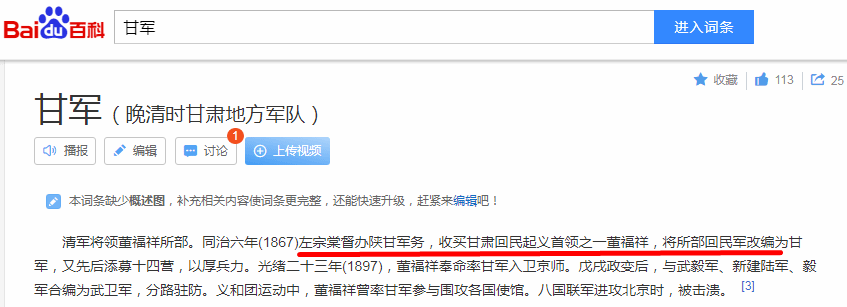 Baidu百科 甘军 进入词条
收藏 113 25
甘军（晚清时甘肃地方军队）
播报 编辑 讨论 1 上传视频
本词条缺少概述图，补充相关内容使词条更完整，还能快速升级，赶紧来编辑吧！
清军将领董福祥所部。同治六年(1867)左宗棠督办陕甘军务，收买甘肃回民起义首领之一董福祥，将所部回民军改编为甘
军，又先后添募十四营，以厚兵力。光绪二十三年(1897)，董福祥奉命率甘军入卫京师。戊戌政变后，与武毅军、新建陆军、毅
军合编为武卫军，分路驻防。义和团运动中，董福祥曾率甘军参与围攻各国使馆。八国联军进攻北京时，被击溃。 [3]